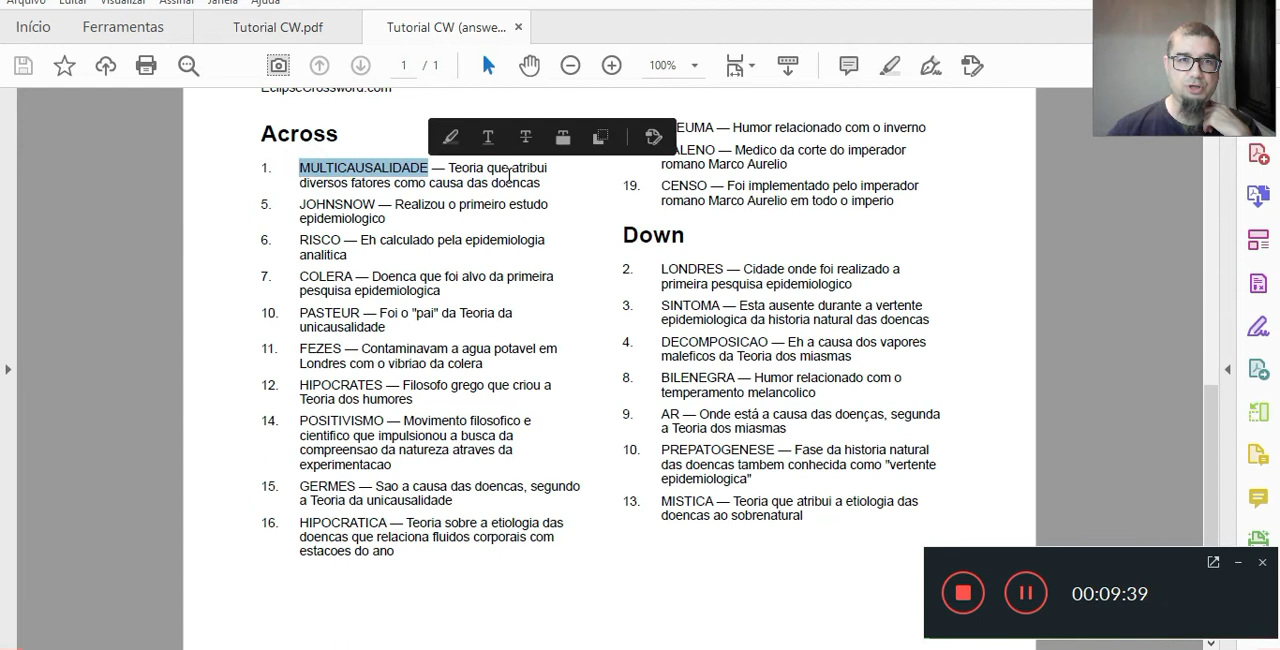 Arquivo Editar Visualizar Assinar Janela Ajuda
Início Ferramentas Tutorial CW.pdf Tutorial CW (answe... ×
1 / 1 100%
EclipseCrossword.com
Across
1. MULTICAUSALIDADE — Teoria que atribui
diversos fatores como causa das doencas
5. JOHNSNOW — Realizou o primeiro estudo
epidemiologico
6. RISCO — Eh calculado pela epidemiologia
analitica
7. COLERA — Doenca que foi alvo da primeira
pesquisa epidemiologica
10. PASTEUR — Foi o "pai" da Teoria da
unicausalidade
11. FEZES — Contaminavam a agua potavel em
Londres com o vibriao da colera
12. HIPOCRATES — Filosofo grego que criou a
Teoria dos humores
14. POSITIVISMO — Movimento filosofico e
cientifico que impulsionou a busca da
compreensao da natureza atraves da
experimentacao
15. GERMES — Sao a causa das doencas, segundo
a Teoria da unicausalidade
16. HIPOCRATICA — Teoria sobre a etiologia das
doencas que relaciona fluidos corporais com
estacoes do ano
EUMA — Humor relacionado com o inverno
ALENO — Medico da corte do imperador
romano Marco Aurelio
19. CENSO — Foi implementado pelo imperador
romano Marco Aurelio em todo o imperio
Down
2. LONDRES — Cidade onde foi realizado a
primeira pesquisa epidemiologico
3. SINTOMA — Esta ausente durante a vertente
epidemiologica da historia natural das doencas
4. DECOMPOSICAO — Eh a causa dos vapores
maleficos da Teoria dos miasmas
8. BILENEGRA — Humor relacionado com o
temperamento melancolico
9. AR — Onde está a causa das doenças, segunda
a Teoria dos miasmas
10. PREPATOGENESE — Fase da historia natural
das doencas tambem conhecida como "vertente
epidemiologica"
13. MISTICA — Teoria que atribui a etiologia das
doencas ao sobrenatural
00:09:39